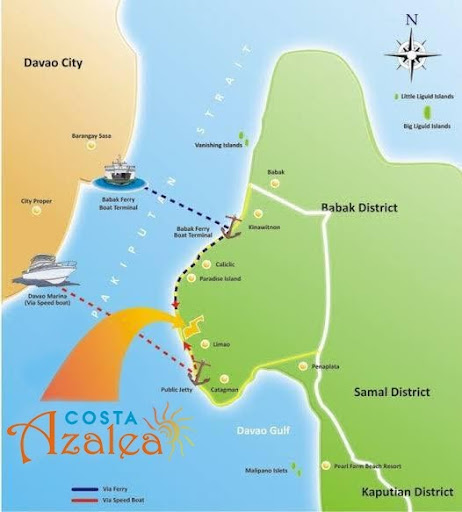 N
Davao City
Little Liguid Islands
Big Liguid Islands
PAKIPUTAN STRAIT
Barangay Sasa
Vanishing Islands
Babak
Babak Ferry
Boat Terminal
City Proper
Babak District
Kinawitnon
Babak Ferry
Boat Terminal
Caliclic
Paradise Island
Davao Marina
(Via Speed boat)
Limao
Penaplata
Public Jetty
Catagman
Samal District
COSTA
Azalea
Davao Gulf
Malipano Islets
Pearl Farm Beach Resort
Kaputian District
Via Ferry
Via Speed Boat